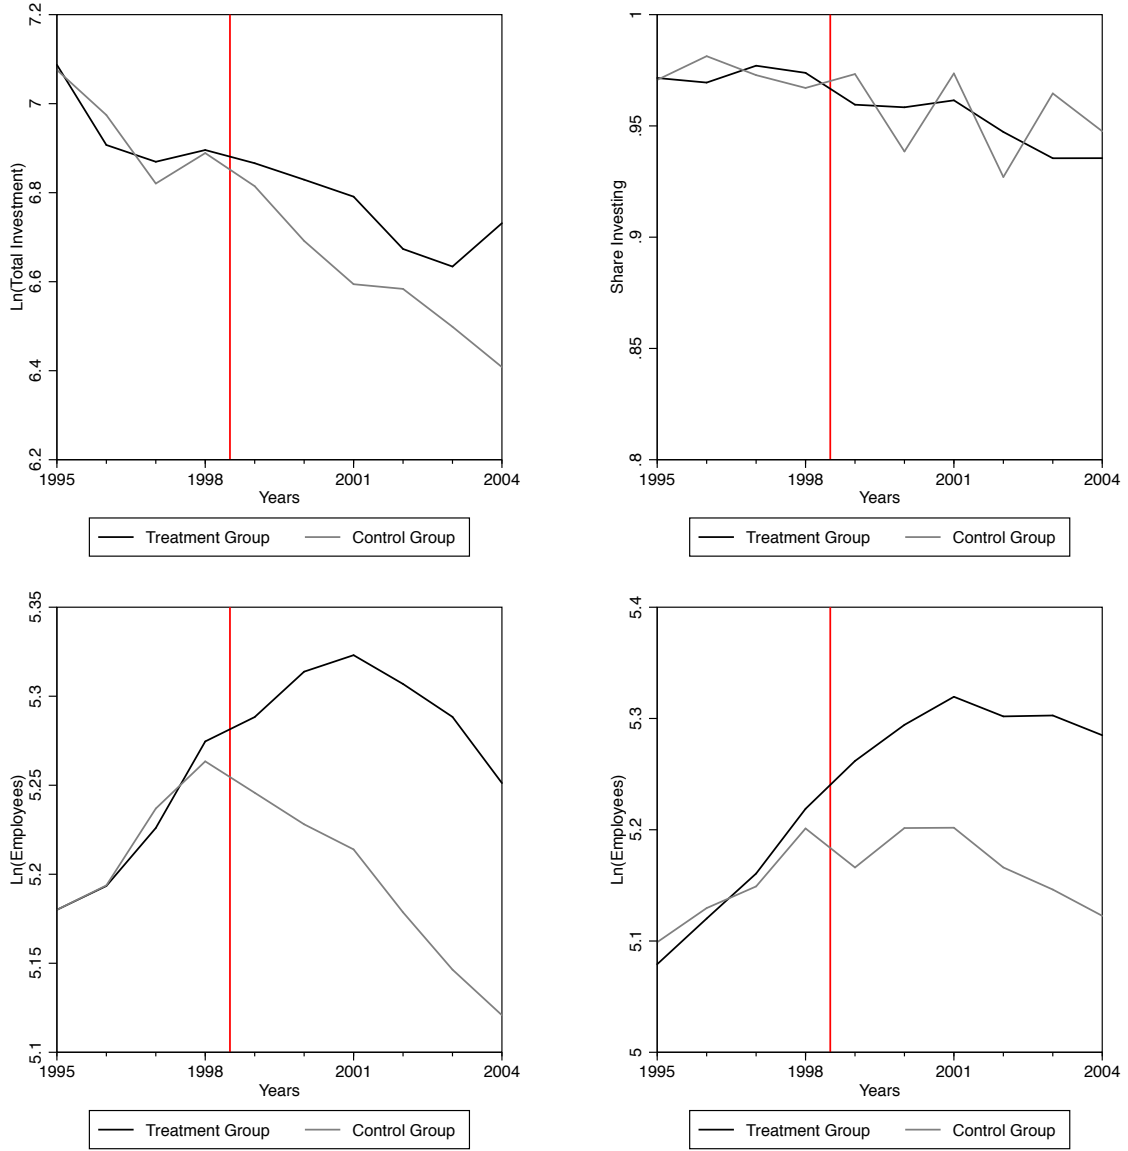 Ln(Total Investment)
7.2
7
6.8
6.6
6.4
6.2
1995 1998 2001 2004
Years
Treatment Group Control Group
Share Investing
1
.95
.9
.85
.8
1995 1998 2001 2004
Years
Treatment Group Control Group
Ln(Employees)
5.35
5.3
5.25
5.2
5.15
5.1
1995 1998 2001 2004
Years
Treatment Group Control Group
Ln(Employees)
5.4
5.3
5.2
5.1
5
1995 1998 2001 2004
Years
Treatment Group Control Group